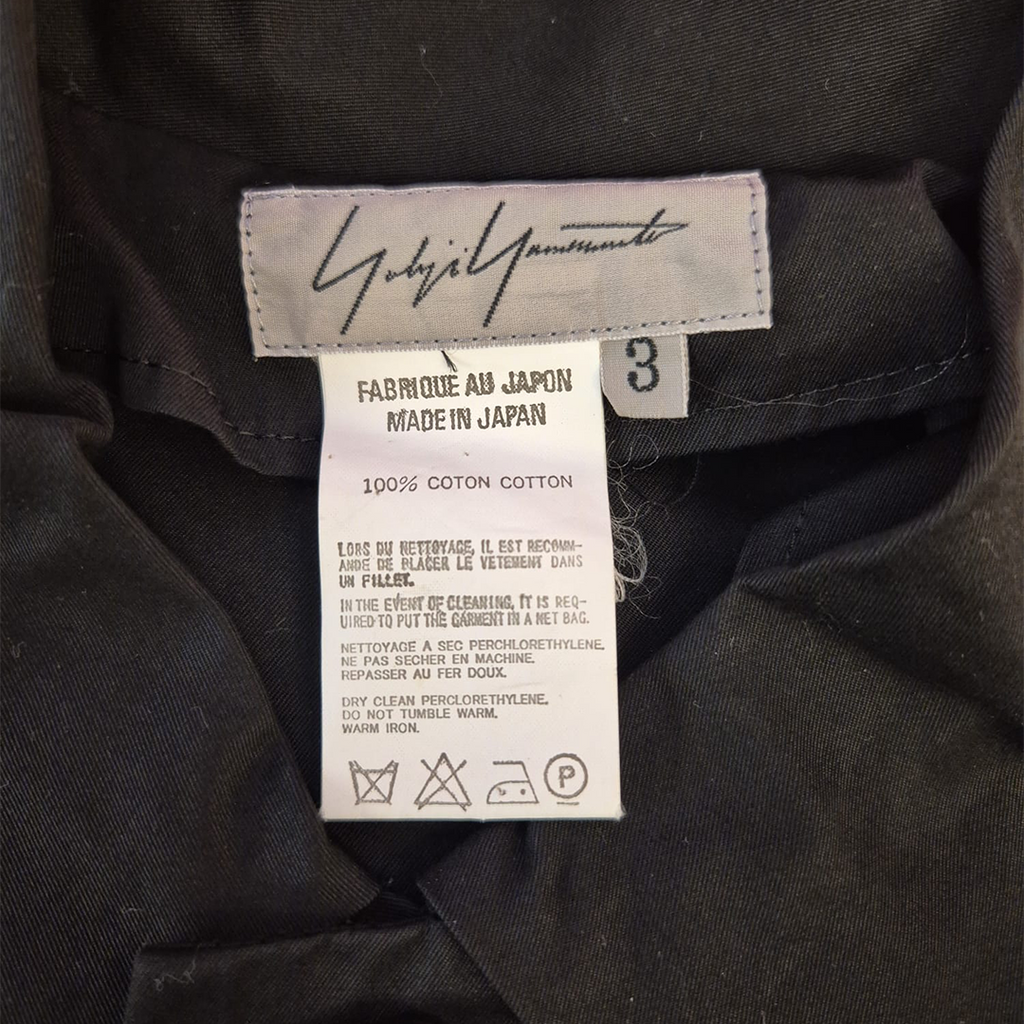 Yohji Yamamoto
3
FABRIQUE AU JAPON
MADE IN JAPAN
100% COTON COTTON
LORS DU NETTOYAGE, IL EST RECOMM-
ANDE DE PLACER LE VETEMENT DANS
UN FILLET.
IN THE EVENT OF CLEANING, IT IS REQ-
UIRED TO PUT THE GARMENT IN A NET BAG.
NETTOYAGE A SEC PERCHLORETHYLENE.
NE PAS SECHER EN MACHINE.
REPASSER AU FER DOUX.
DRY CLEAN PERCLORETHYLENE.
DO NOT TUMBLE WARM.
WARM IRON.
P